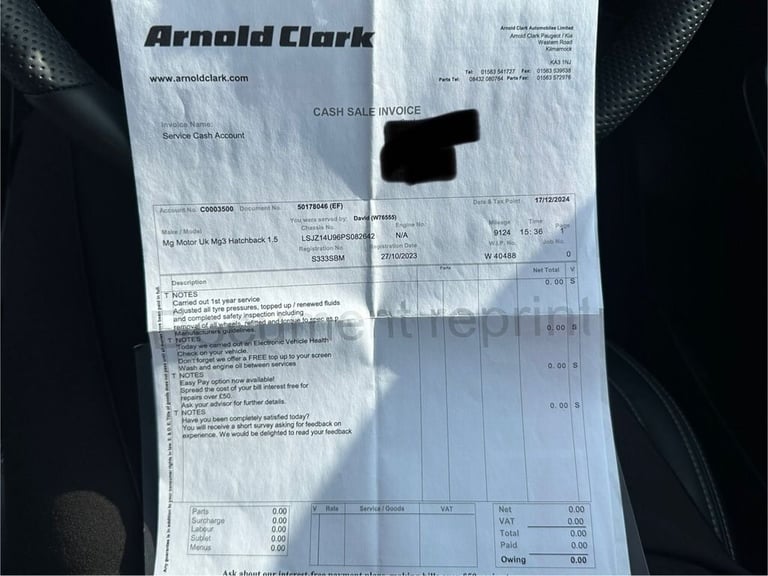 Arnold Clark
Arnold Clark Automobiles Limited
Arnold Clark Peugeot / Kia
Western Road
Kilmarnock
KA3 1NJ
Tel: 01563 541737 Fax: 01563 539638
Parts Tel: 08432 080764 Parts Fax: 01563 572976
www.arnoldclark.com
CASH SALE INVOICE
Invoice Name:
Service Cash Account
Account No. C0003500 Document No. 50178046 (EF) Date & Tax Point 17/12/2024
You were served by: David (W76555)
Make / Model Chassis No. Engine No: Mileage Time Page
Mg Motor Uk Mg3 Hatchback 1.5 LSJZ14U96PS082642 N/A 9124 15: 36 1
Registration No. Registration Date W.I.P. No. Job No.
S333SBM 27/10/2023 W 40488 0
Description Parts Net Total V
T NOTES 0.00 S
Carried out 1st year service
Adjusted all tyre pressures, topped up / renewed fluids
and completed safety inspection including
removal of all wheels, refitted and torque to spec as p
Manufacturers guidelines.
Document reprint
T NOTES 0.00 S
Today we carried out an Electronic Vehicle Health
Check on your vehicle.
Don't forget we offer a FREE top up to your screen
Wash and engine oil between services
T NOTES 0.00 S
Easy Pay option now available!
Spread the cost of your bill interest free for
repairs over £50.
Ask your advisor for further details.
T NOTES 0.00 S
Have you been completely satisfied today?
You will receive a short survey asking for feedback on
experience. We would be delighted to read your feedback
Parts 0.00
Surcharge 0.00
Labour 0.00
Sublet 0.00
Menus 0.00
V Rate Service / Goods VAT
Net 0.00
VAT 0.00
Total 0.00
Paid 0.00
Owing 0.00